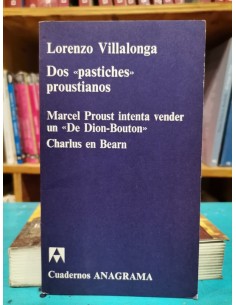 Lorenzo Villalonga
Dos «pastiches»
proustianos
Marcel Proust intenta vender
un «De Dion-Bouton»
Charlus en Bearn
Cuadernos ANAGRAMA